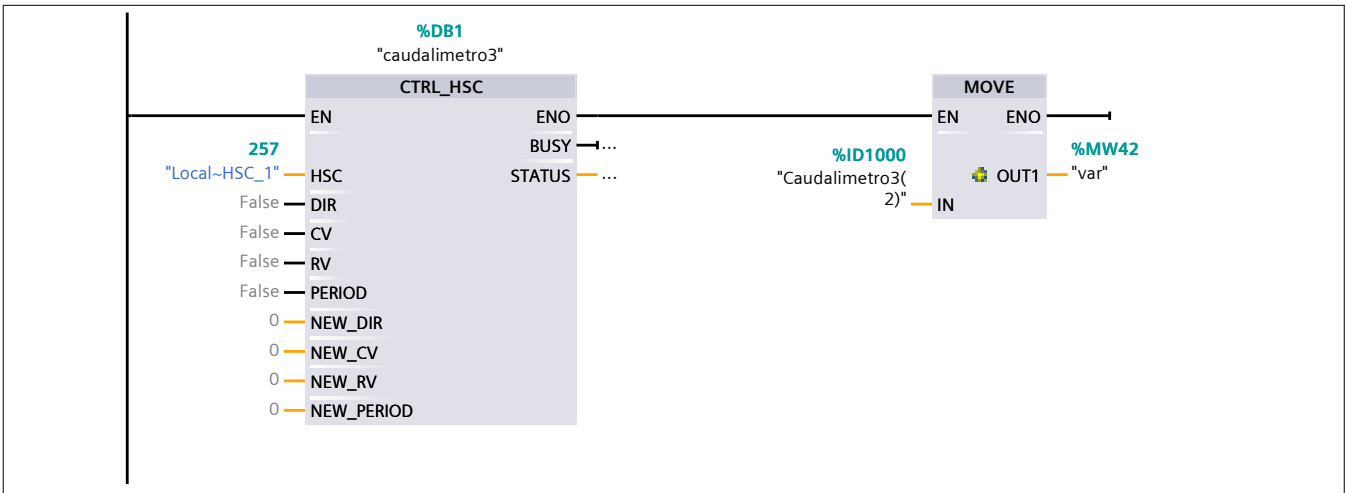 %DB1
"caudalimetro3"
CTRL_HSC
EN ENO
BUSY ...
257
"Local~HSC_1" HSC STATUS ...
False DIR
False CV
False RV
False PERIOD
0 NEW_DIR
0 NEW_CV
0 NEW_RV
0 NEW_PERIOD
MOVE
EN ENO
%ID1000
"Caudalimetro3(
2)" IN
%MW42
OUT1 "var"